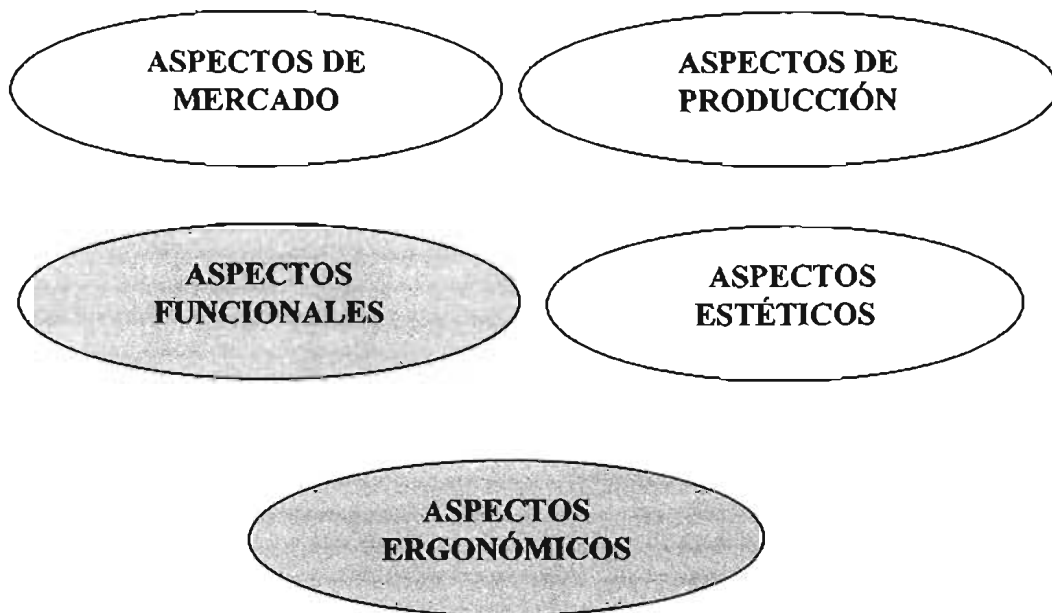 ASPECTOS DE
MERCADO
ASPECTOS DE
PRODUCCIÓN
ASPECTOS
FUNCIONALES
ASPECTOS
ESTÉTICOS
ASPECTOS
ERGONÓMICOS